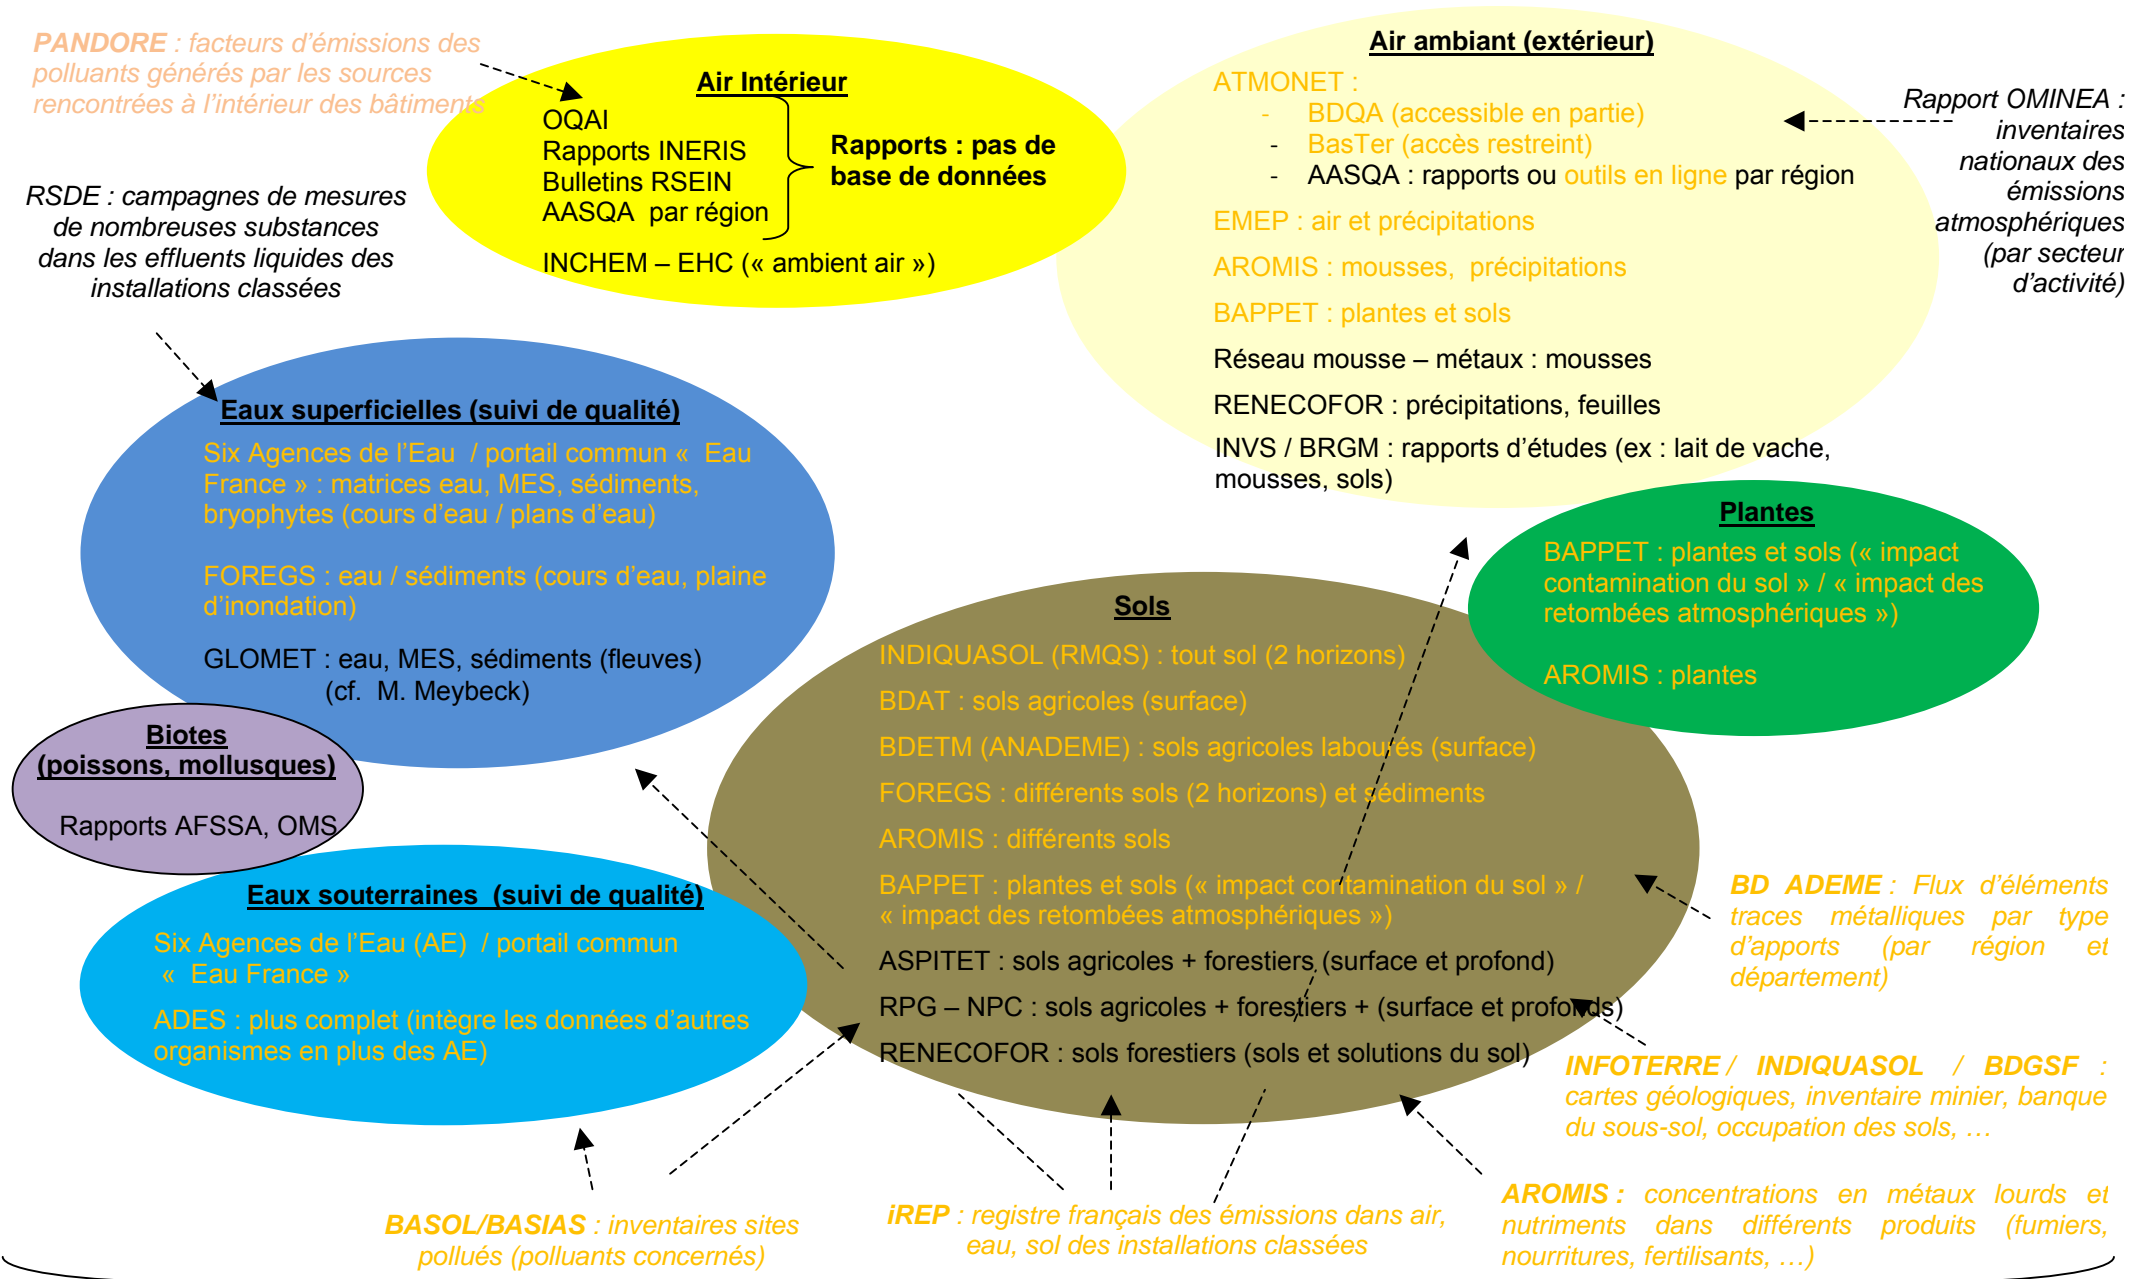 PANDORE : facteurs d'émissions des
polluants générés par les sources
rencontrées à l'intérieur des bâtiments
Air Intérieur
OQAI
Rapports INERIS
Bulletins RSEIN
AASQA  par région
Rapports : pas de
base de données
INCHEM – EHC (« ambient air »)
Air ambiant (extérieur)
ATMONET :
- BDQA (accessible en partie)
- BasTer (accès restreint)
- AASQA : rapports ou outils en ligne par région
EMEP : air et précipitations
AROMIS : mousses,  précipitations
BAPPET : plantes et sols
Réseau mousse – métaux : mousses
RENECOFOR : précipitations, feuilles
INVS / BRGM : rapports d'études (ex : lait de vache,
mousses, sols)
Rapport OMINEA :
inventaires
nationaux des
émissions
atmosphériques
(par secteur
d'activité)
RSDE : campagnes de mesures
de nombreuses substances
dans les effluents liquides des
installations classées
Eaux superficielles (suivi de qualité)
Six Agences de l'Eau  / portail commun «  Eau
France » : matrices eau, MES, sédiments,
bryophytes (cours d'eau / plans d'eau)
FOREGS : eau / sédiments (cours d'eau, plaine
d'inondation)
GLOMET : eau, MES, sédiments (fleuves)
(cf.  M. Meybeck)
Plantes
BAPPET : plantes et sols (« impact
contamination du sol » / « impact des
retombées atmosphériques »)
AROMIS : plantes
Sols
INDIQUASOL (RMQS) : tout sol (2 horizons)
BDAT : sols agricoles (surface)
BDETM (ANADEME) : sols agricoles labourés (surface)
FOREGS : différents sols (2 horizons) et sédiments
AROMIS : différents sols
BAPPET : plantes et sols (« impact contamination du sol » /
« impact des retombées atmosphériques »)
ASPITET : sols agricoles + forestiers (surface et profond)
RPG – NPC : sols agricoles + forestiers + (surface et profonds)
RENECOFOR : sols forestiers (sols et solutions du sol)
Biotes
(poissons, mollusques)
Rapports AFSSA, OMS
Eaux souterraines  (suivi de qualité)
Six Agences de l'Eau (AE)  / portail commun
«  Eau France »
ADES : plus complet (intègre les données d'autres
organismes en plus des AE)
BD ADEME : Flux d'éléments
traces métalliques par type
d'apports (par région et
département)
INFOTERRE / INDIQUASOL / BDGSF :
cartes géologiques, inventaire minier, banque
du sous-sol, occupation des sols, …
AROMIS : concentrations en métaux lourds et
nutriments dans différents produits (fumiers,
nourritures, fertilisants, …)
iREP : registre français des émissions dans air,
eau, sol des installations classées
BASOL/BASIAS : inventaires sites
pollués (polluants concernés)